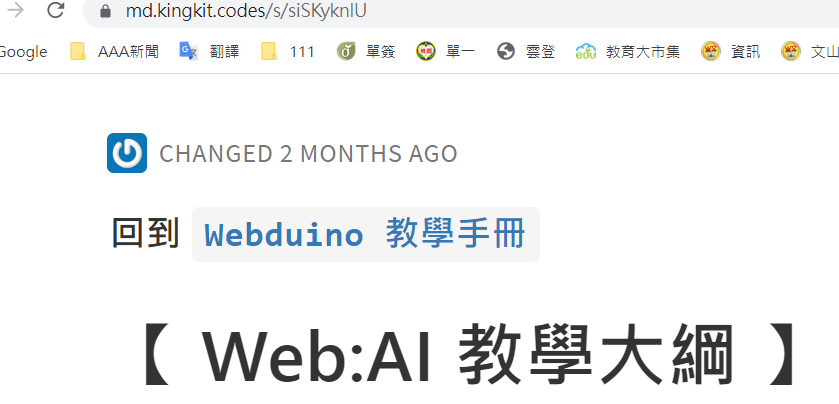 md.kingkit.codes/s/siSKyknIU
Google AAA新聞 翻譯 111 單簽 單一 雲登 教育大市集 資訊 文山
CHANGED 2 MONTHS AGO
回到 Webduino 教學手冊
【 Web:AI 教學大綱 】